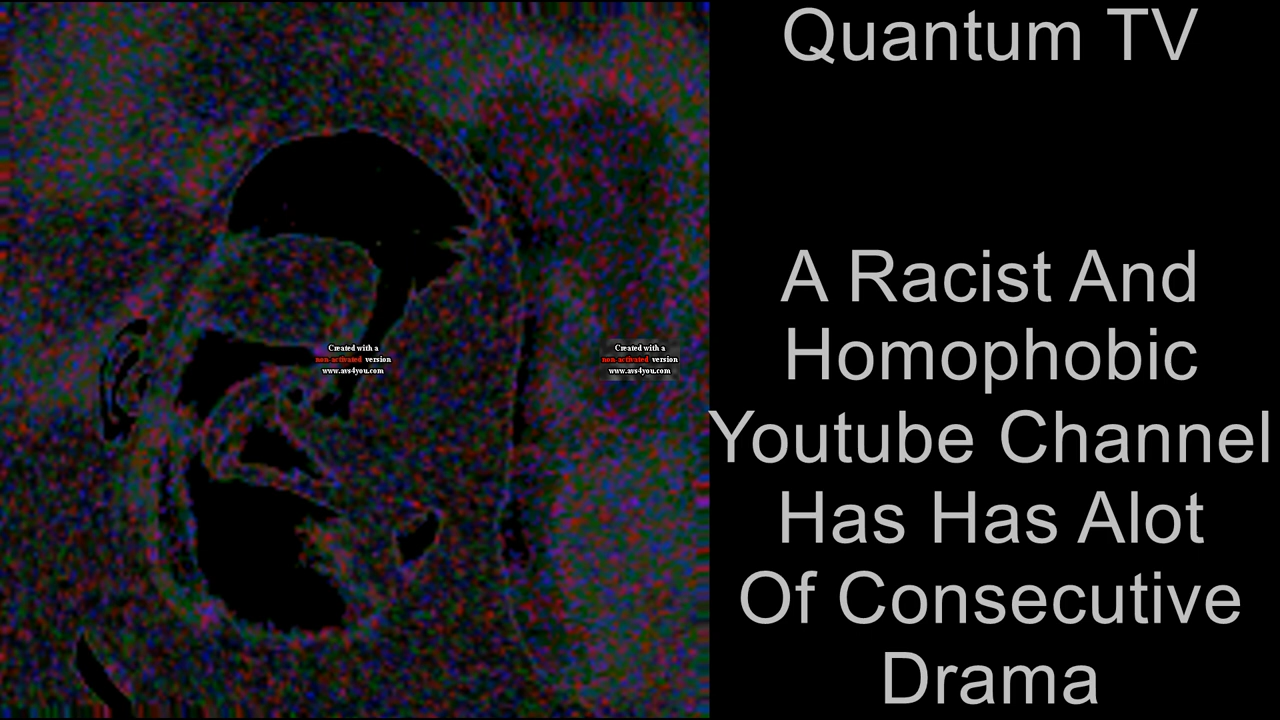 Quantum TV
A Racist And
Homophobic
Youtube Channel
Has Has Alot
Of Consecutive
Drama
Created with a
non-activated version
www.avs4you.com
Created with a
non-activated version
www.avs4you.com